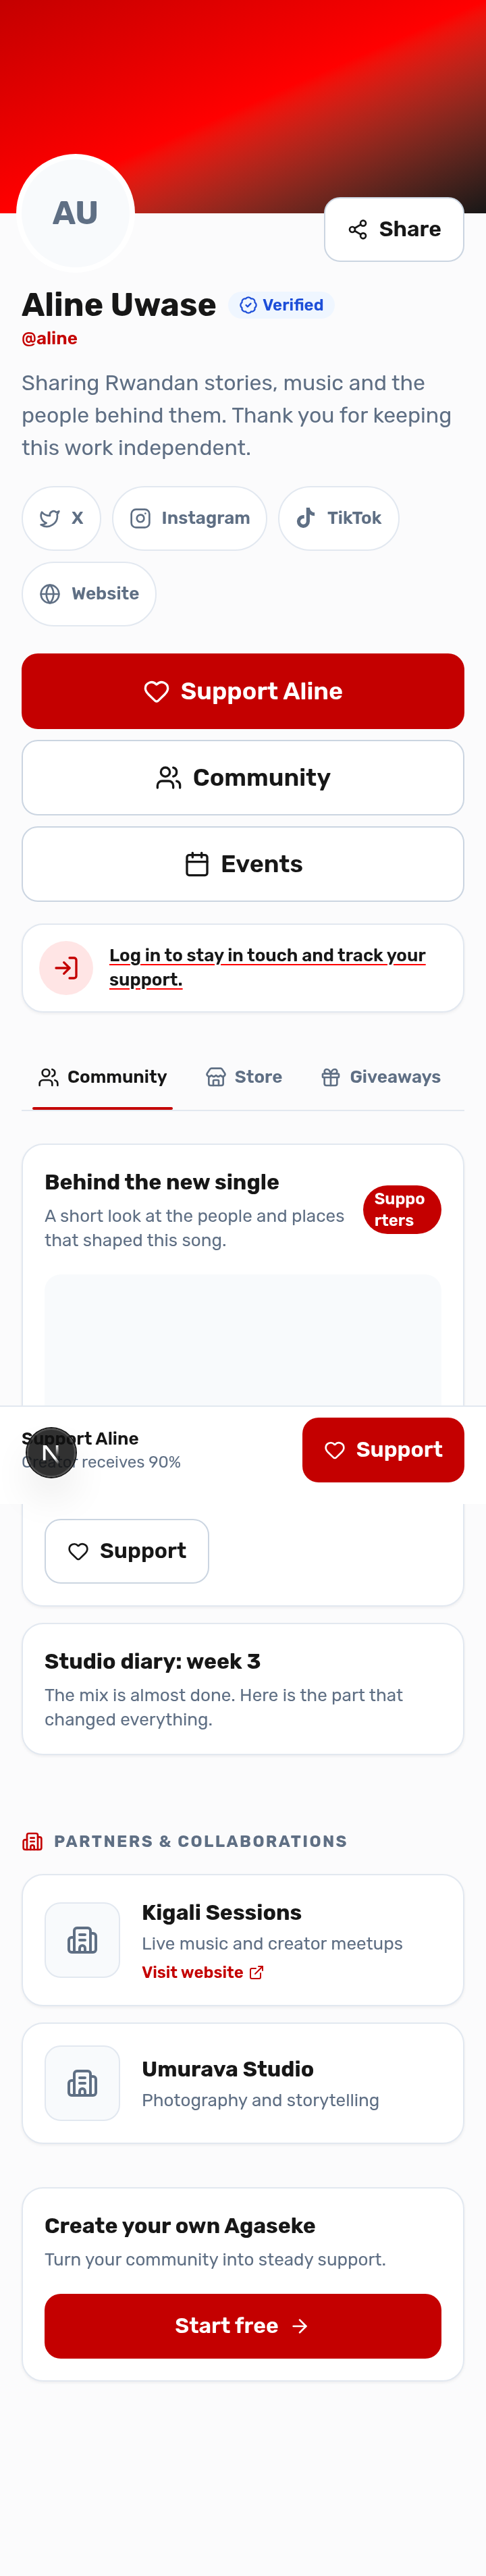 AU
Share
Aline Uwase
Verified
@aline
Sharing Rwandan stories, music and the
people behind them. Thank you for keeping
this work independent.
X
Instagram
TikTok
Website
Support Aline
Community
Events
Log in to stay in touch and track your
support.
Community
Store
Giveaways
Behind the new single
A short look at the people and places
that shaped this song.
Suppo
rters
Support Aline
N
Creator receives 90%
Support
Support
Studio diary: week 3
The mix is almost done. Here is the part that
changed everything.
PARTNERS & COLLABORATIONS
Kigali Sessions
Live music and creator meetups
Visit website
Umurava Studio
Photography and storytelling
Create your own Agaseke
Turn your community into steady support.
Start free